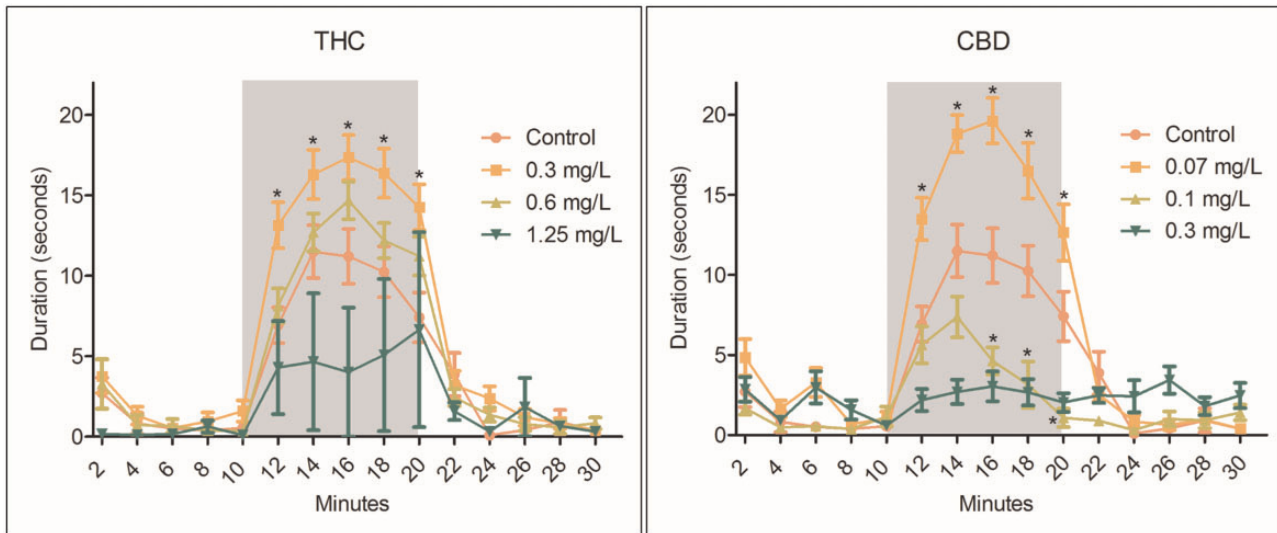 THC
20
15
10
5
0
Duration (seconds)
Control
0.3 mg/L
0.6 mg/L
1.25 mg/L
* * * * *
2 4 6 8 10 12 14 16 18 20 22 24 26 28 30
Minutes
CBD
20
15
10
5
0
Duration (seconds)
Control
0.07 mg/L
0.1 mg/L
0.3 mg/L
* * * * *
* *
*
2 4 6 8 10 12 14 16 18 20 22 24 26 28 30
Minutes